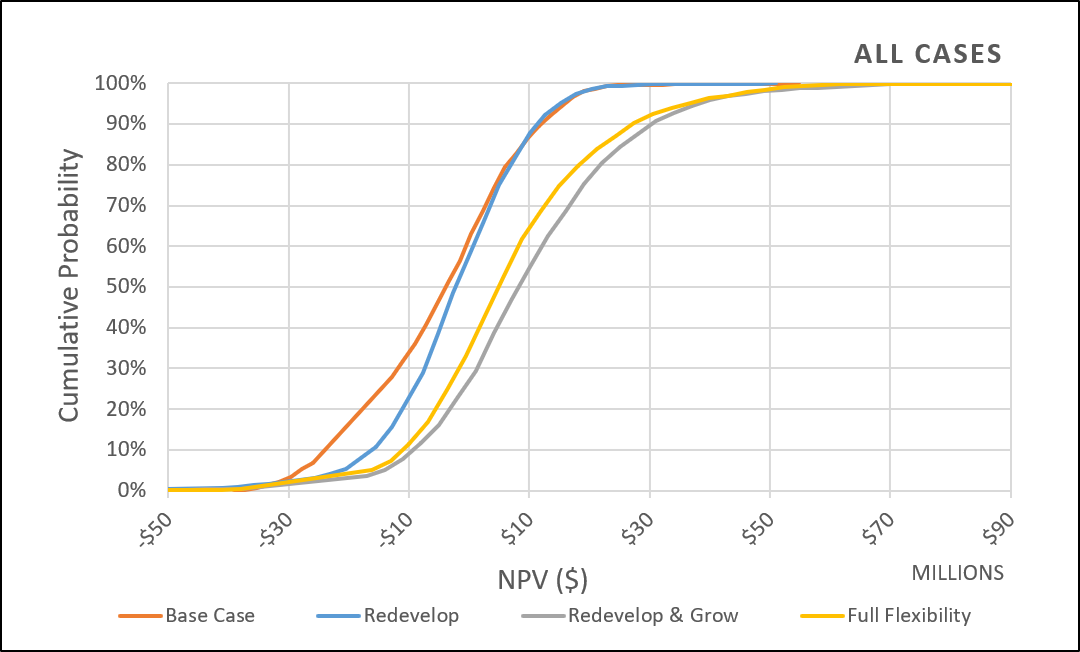 ALL CASES
100%
90%
80%
70%
60%
50%
40%
30%
20%
10%
0%
Cumulative Probability
-$50
-$30
-$10
$10
$30
$50
$70
$90
NPV ($)
MILLIONS
Base Case
Redevelop
Redevelop & Grow
Full Flexibility